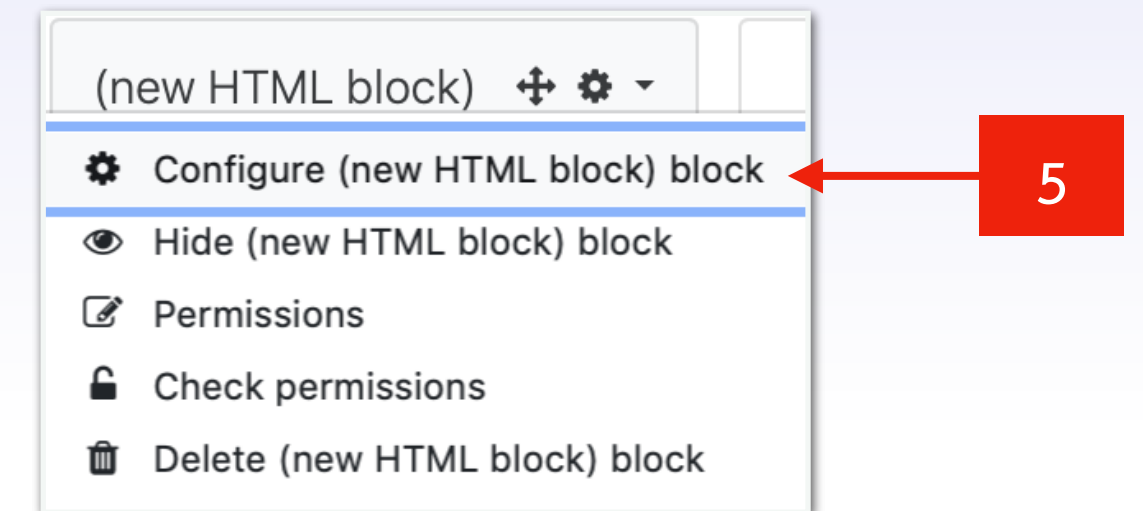 (new HTML block)
Configure (new HTML block) block
5
Hide (new HTML block) block
Permissions
Check permissions
Delete (new HTML block) block